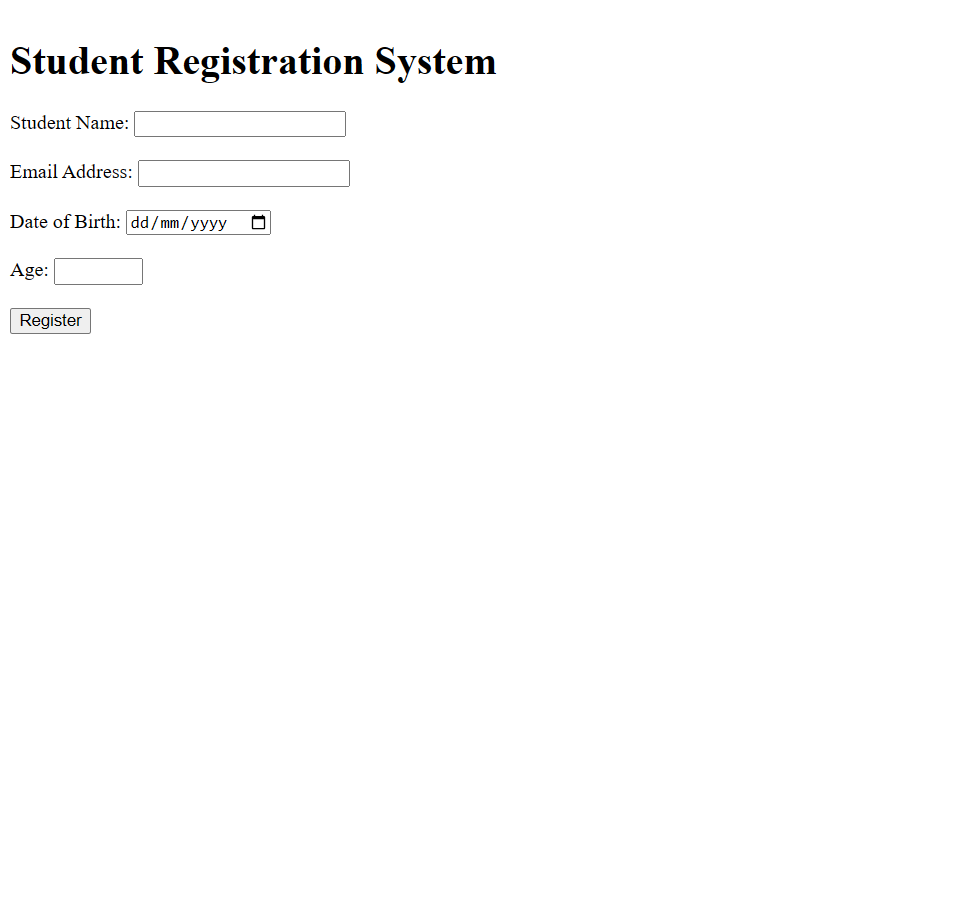 Student Registration System
Student Name:
Email Address:
Date of Birth: dd/mm/yyyy
Age:
Register